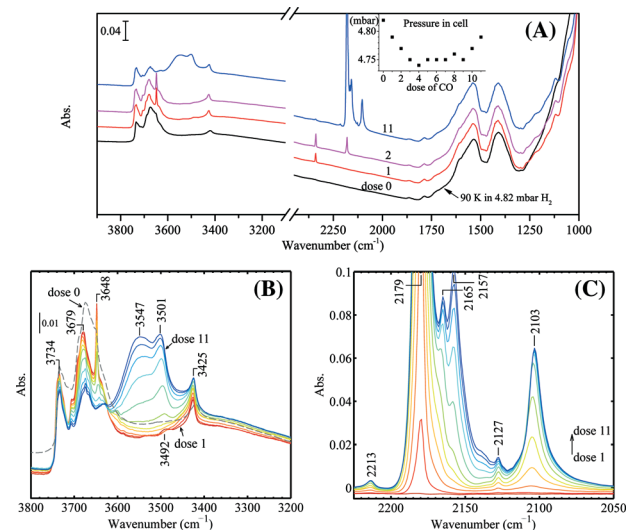 0.04
(mbar)
Pressure in cell
4.80
4.75
0 5 10
dose of CO
(A)
Abs.
11
2
1
dose 0
90 K in 4.82 mbar H2
3800 3600 3400 3200 2200 2000 1750 1500 1250 1000
Wavenumber (cm−1)
(B)
dose 0
3648
3679
0.01
3734
3547
3501
dose 11
3425
3492
dose 1
Abs.
3800 3700 3600 3500 3400 3300 3200
Wavenumber (cm−1)
(C)
0.1
0.08
0.06
0.04
0.02
0
2179
2165
2157
2103
2127
2213
dose 11
dose 1
Abs.
2200 2150 2100 2050
Wavenumber (cm−1)